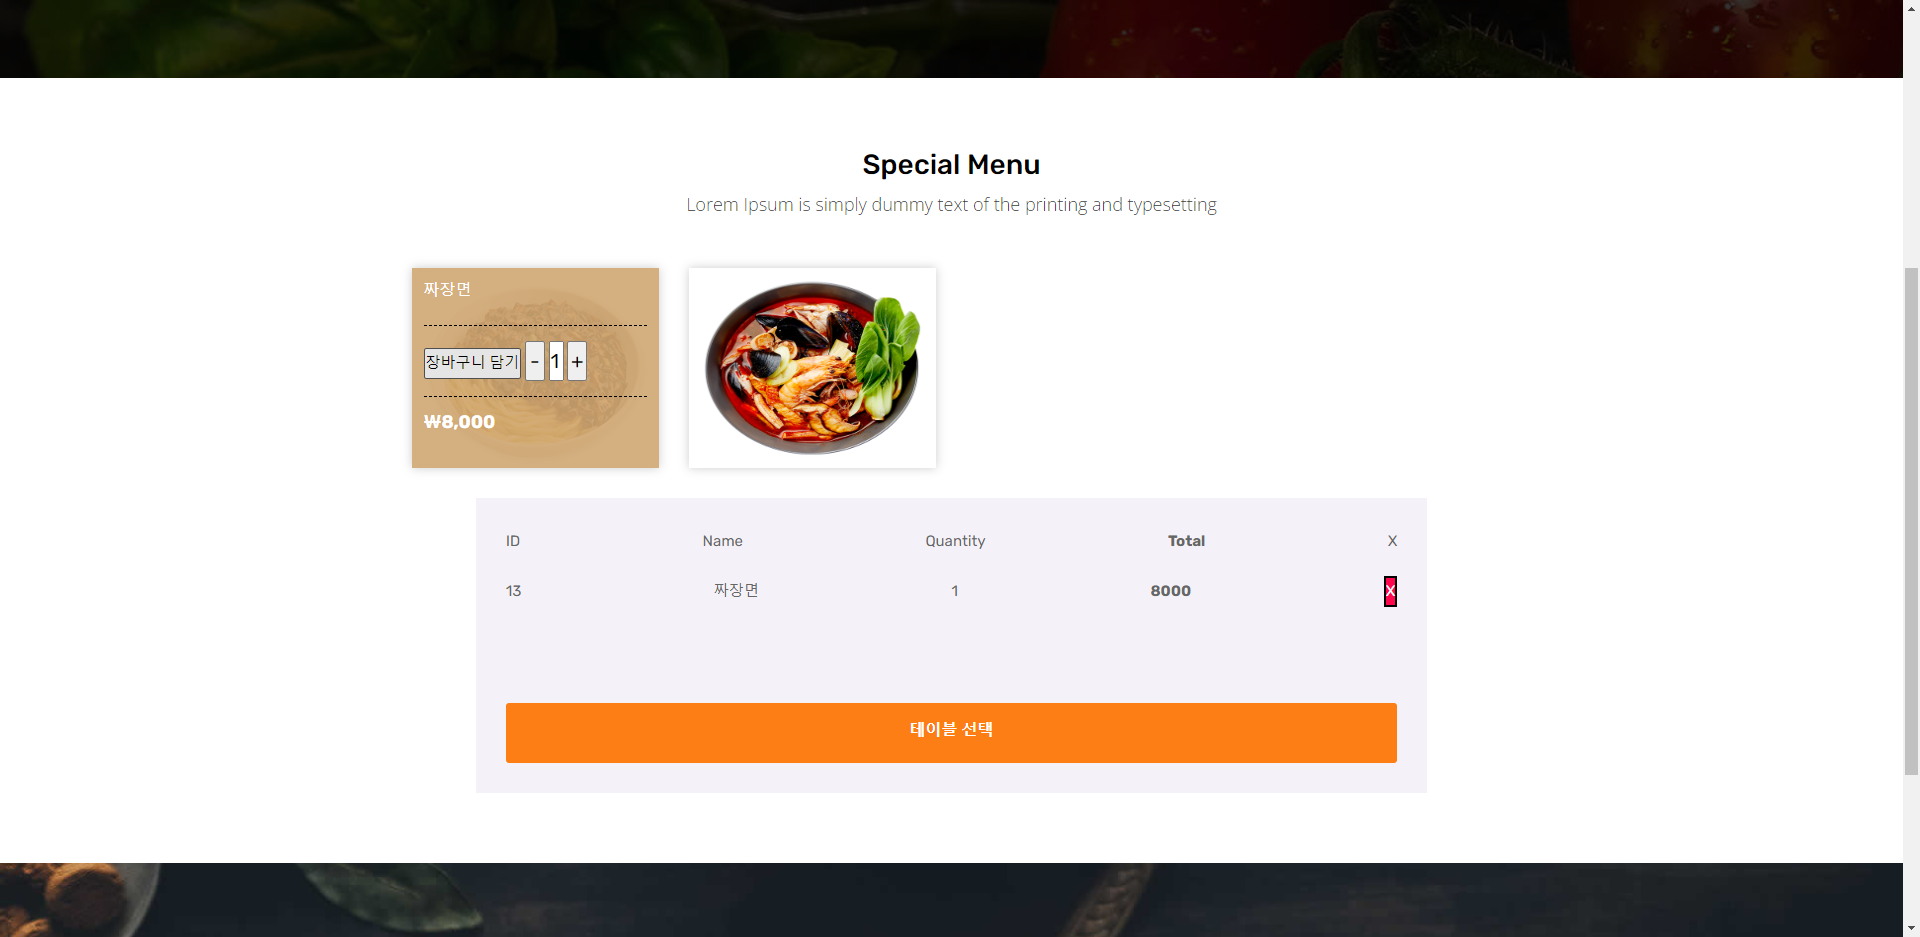 Special Menu
Lorem Ipsum is simply dummy text of the printing and typesetting
짜장면
장바구니 담기 - 1 +
₩8,000
ID Name Quantity Total X
13 짜장면 1 8000 X
테이블 선택